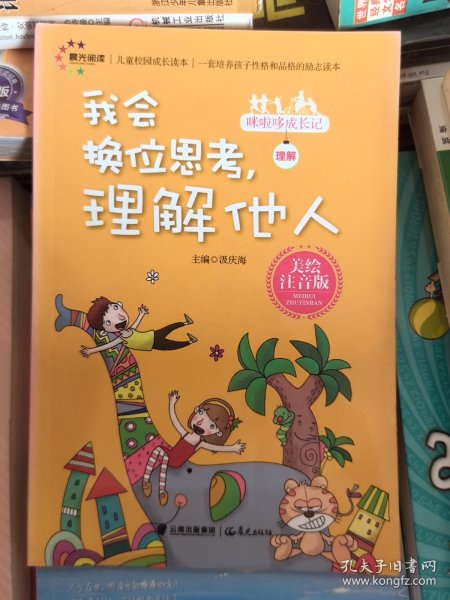 晨光阅读 | 儿童校园成长读本 | 一套培养孩子性格和品格的励志读本
我会
换位思考，
理解他人
咪啦哆成长记
理解
主编◎汲庆海
美绘
注音版
MEIHUI
ZHUYINBAN
云南出版集团
晨光出版社
孔夫子旧书网
www.kongfz.com